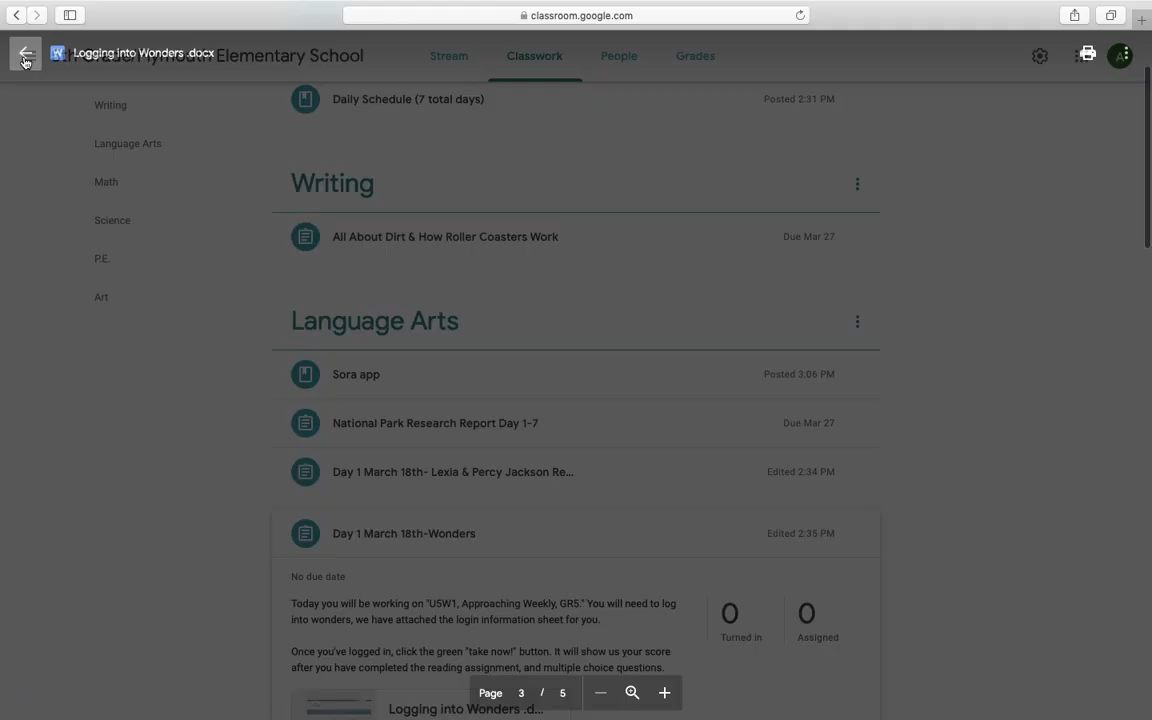 classroom.google.com
Logging into Wonders .docx
Elementary School
Stream
Classwork
People
Grades
A
Writing
Language Arts
Math
Science
P.E.
Art
Daily Schedule (7 total days)
Posted 2:31 PM
Writing
All About Dirt & How Roller Coasters Work
Due Mar 27
Language Arts
Sora app
Posted 3:06 PM
National Park Research Report Day 1-7
Due Mar 27
Day 1 March 18th- Lexia & Percy Jackson Re...
Edited 2:34 PM
Day 1 March 18th-Wonders
Edited 2:35 PM
No due date
Today you will be working on "U5W1, Approaching Weekly, GR5." You will need to log
into wonders, we have attached the login information sheet for you.
0
Turned in
0
Assigned
Once you've logged in, click the green "take now!" button. It will show us your score
after you have completed the reading assignment, and multiple choice questions.
Logging into Wonders .d...
Page 3 / 5